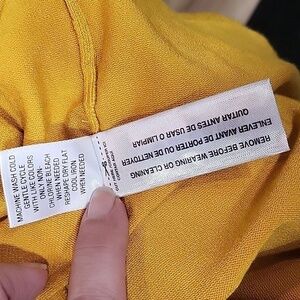 MACHINE WASH COLD
GENTLE CYCLE
WITH LIKE COLORS
ONLY NON
CHLORINE BLEACH
WHEN NEEDED
RESHAPE DRY FLAT
COOL IRON
WHEN NEEDED
REMOVE BEFORE WEARING OR CLEANING
ENLEVER AVANT DE PORTER OU DE NETTOYER
QUITAR ANTES DE USAR O LIMPIAR